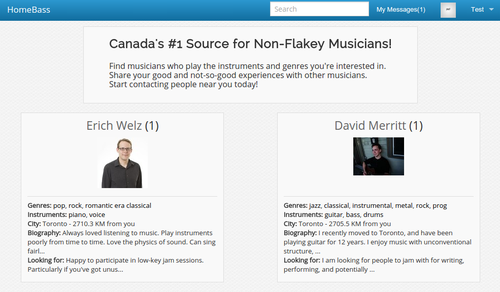 HomeBass
Search
My Messages(1)
Test
Canada's #1 Source for Non-Flakey Musicians!
Find musicians who play the instruments and genres you're interested in.
Share your good and not-so-good experiences with other musicians.
Start contacting people near you today!
Erich Welz (1)
Genres: pop, rock, romantic era classical
Instruments: piano, voice
City: Toronto - 2710.3 KM from you
Biography: Always loved listening to music. Play instruments
poorly from time to time. Love the physics of sound. Can sing
fairl...
Looking for: Happy to participate in low-key jam sessions.
Particularly if you've got unus...
David Merritt (1)
Genres: jazz, classical, instrumental, metal, rock, prog
Instruments: guitar, bass, drums
City: Toronto - 2705.5 KM from you
Biography: I recently moved to Toronto, and have been
playing guitar for 12 years. I enjoy music with unconventional
structure, ...
Looking for: I am looking for people to jam with for writing,
performing, and potentially ...